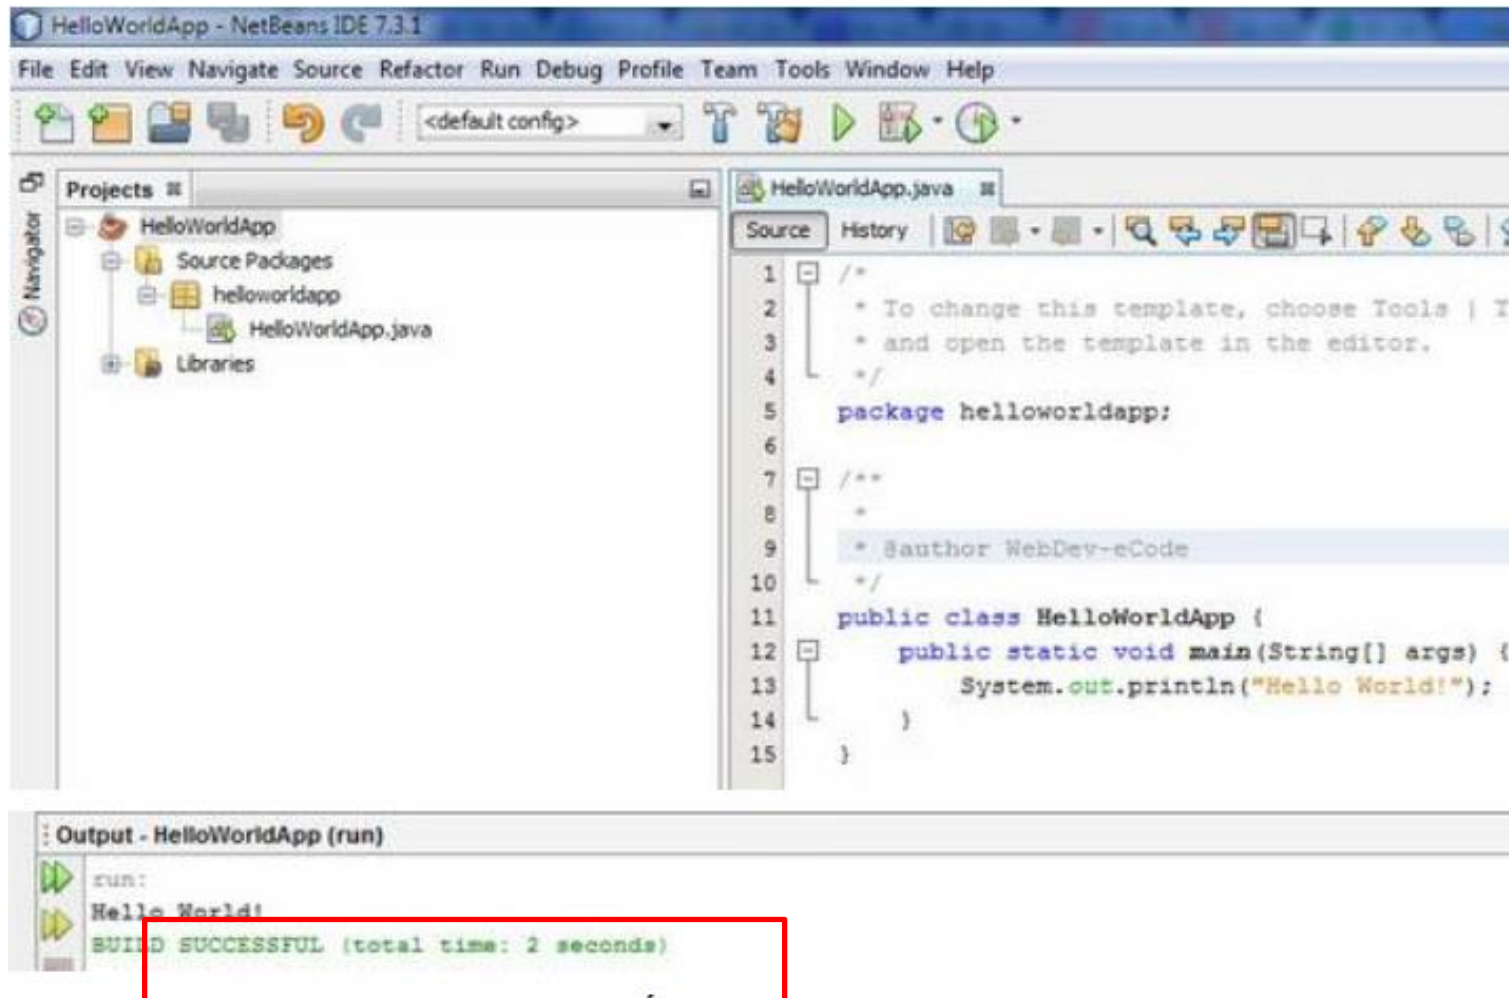 HelloWorldApp - NetBeans IDE 7.3.1
File Edit View Navigate Source Refactor Run Debug Profile Team Tools Window Help
<default config>
Navigator
Projects
HelloWorldApp
Source Packages
helloworldapp
HelloWorldApp.java
Libraries
HelloWorldApp.java
Source History
1 /*
2 * To change this template, choose Tools |
3 * and open the template in the editor.
4 */
5 package helloworldapp;
6
7 /**
8 *
9 * @author WebDev-eCode
10 */
11 public class HelloWorldApp {
12 public static void main(String[] args) {
13 System.out.println("Hello World!");
14 }
15 }
Output - HelloWorldApp (run)
run:
Hello World!
BUILD SUCCESSFUL (total time: 2 seconds)